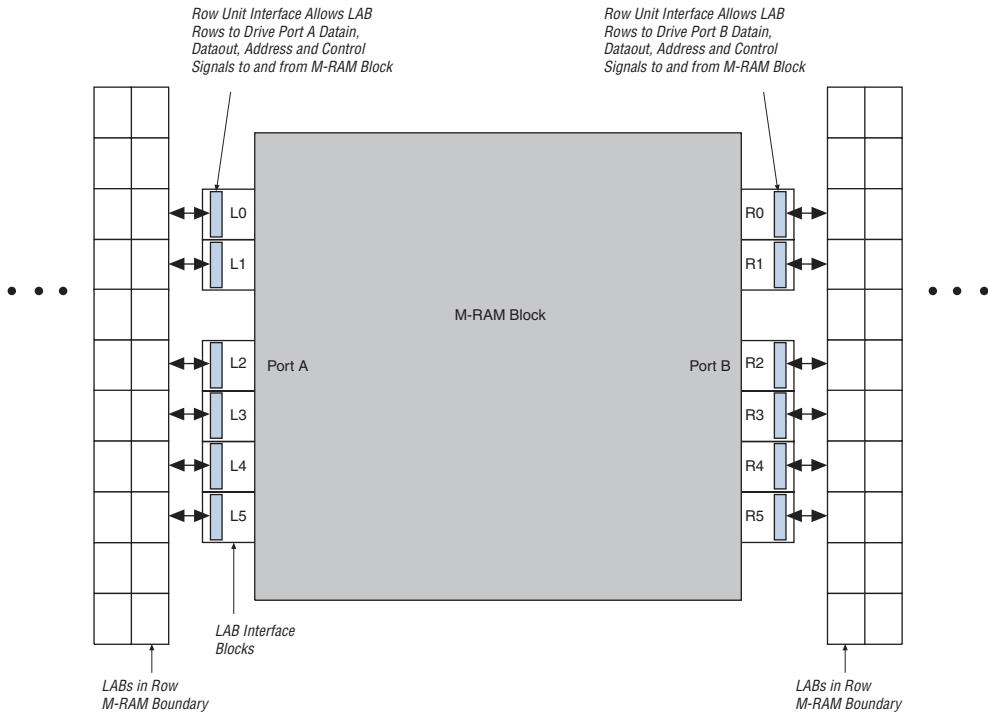 Row Unit Interface Allows LAB
Rows to Drive Port A Datain,
Dataout, Address and Control
Signals to and from M-RAM Block
Row Unit Interface Allows LAB
Rows to Drive Port B Datain,
Dataout, Address and Control
Signals to and from M-RAM Block
L0
R0
L1
R1
M-RAM Block
L2
Port A
Port B
R2
L3
R3
L4
R4
L5
R5
LAB Interface
Blocks
LABs in Row
M-RAM Boundary
LABs in Row
M-RAM Boundary